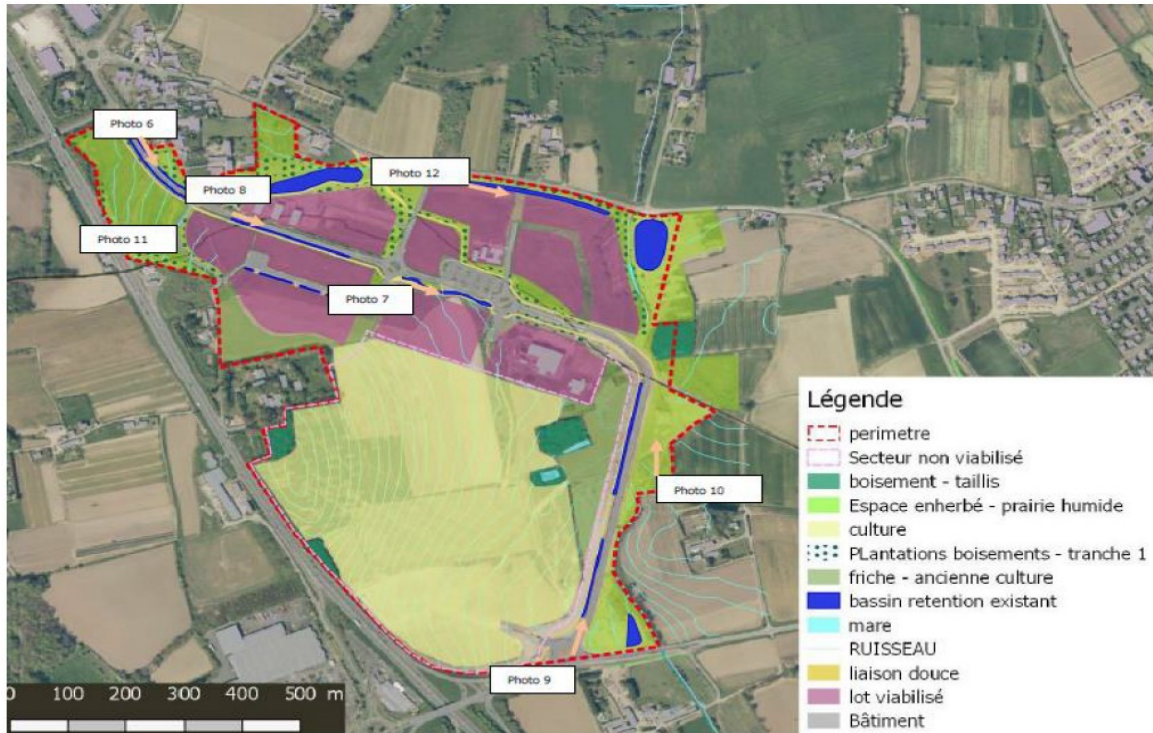 Photo 6
Photo 12
Photo 8
Photo 11
Photo 7
Photo 10
Photo 9
Légende
perimetre
Secteur non viabilisé
boisement - taillis
Espace enherbé - prairie humide
culture
PLantations boisements - tranche 1
friche - ancienne culture
bassin retention existant
mare
RUISSEAU
liaison douce
lot viabilisé
Bâtiment
0 100 200 300 400 500 m